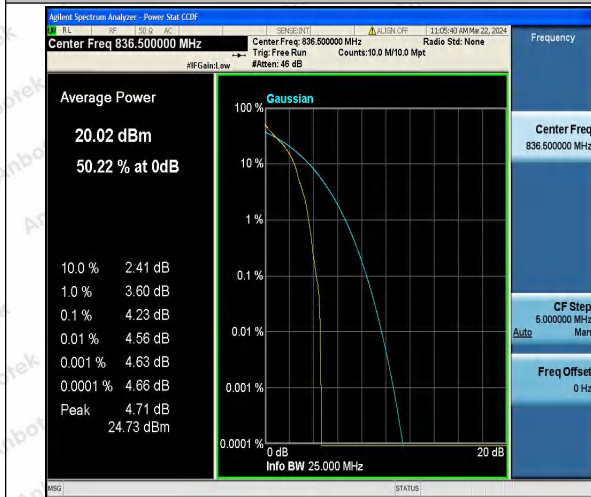 Agilent Spectrum Analyzer - Power Stat CCDF
RL RF 50 Ω AC SENSE:INT ALIGN OFF 11:05:40 AM Mar 22, 2024
Center Freq 836.500000 MHz
Center Freq: 836.500000 MHz Radio Std: None
Trig: Free Run Counts:10.0 M/10.0 Mpt
#IFGain:Low #Atten: 46 dB
Frequency
Average Power
20.02 dBm
50.22 % at 0dB
10.0 % 2.41 dB
1.0 % 3.60 dB
0.1 % 4.23 dB
0.01 % 4.56 dB
0.001 % 4.63 dB
0.0001 % 4.66 dB
Peak 4.71 dB
24.73 dBm
100 % Gaussian
10 %
1 %
0.1 %
0.01 %
0.001 %
0.0001 %
0 dB 20 dB
Info BW 25.000 MHz
Center Freq
836.500000 MHz
CF Step
5.000000 MHz
Auto Man
Freq Offset
0 Hz
MSG STATUS